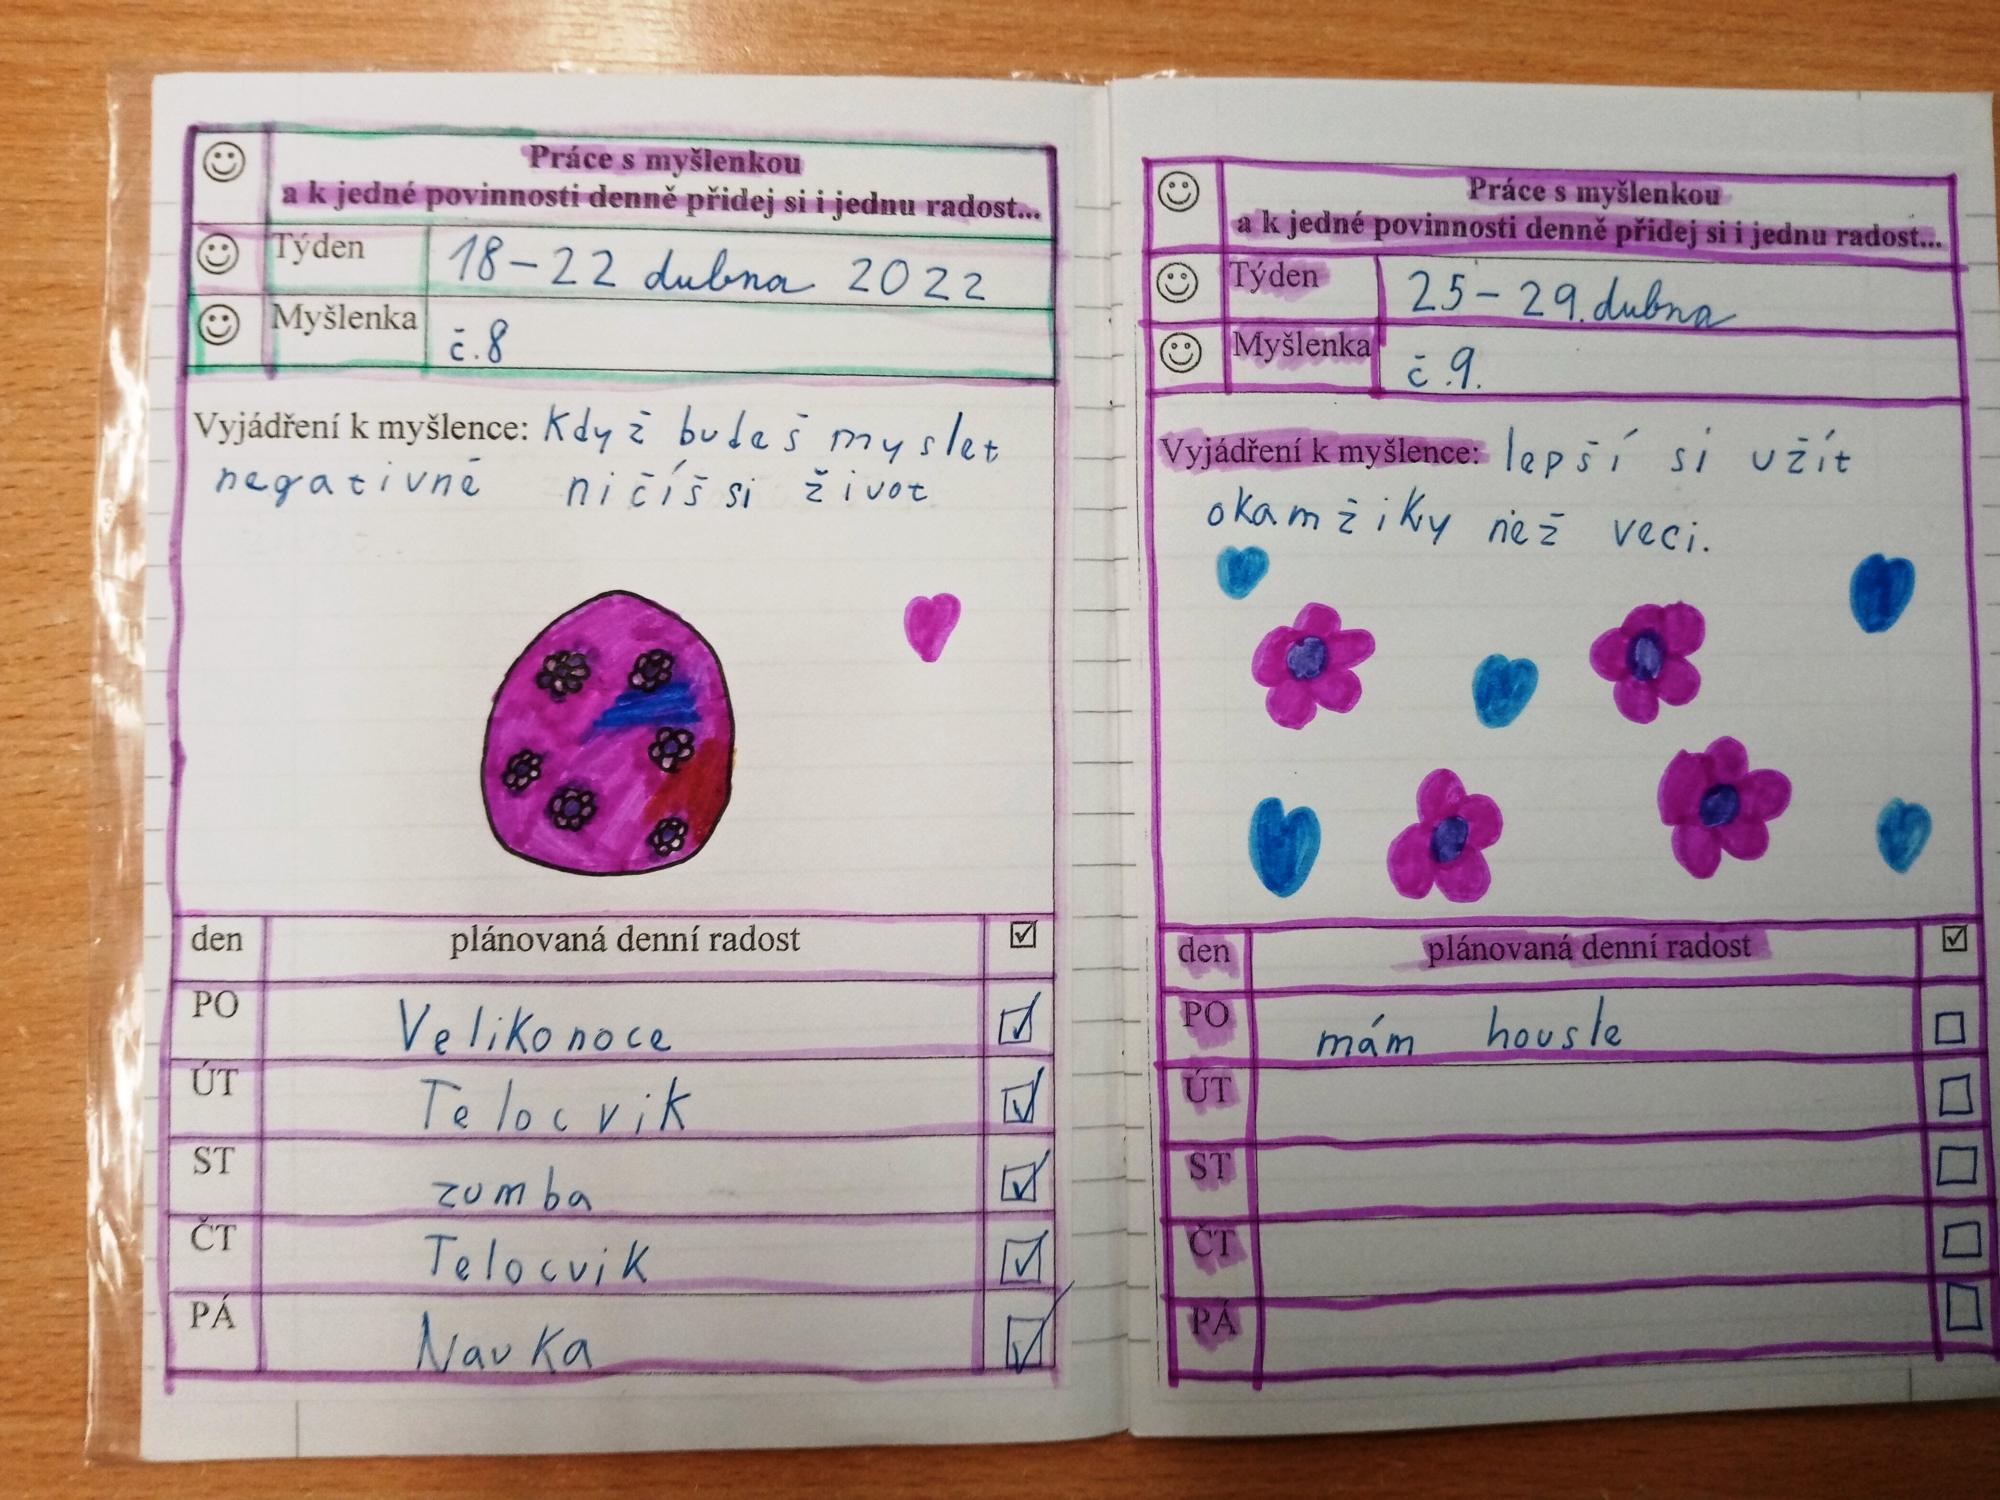 Práce s myšlenkou
a k jedné povinnosti denně přidej si i jednu radost...
Týden 18-22 dubna 2022
Myšlenka č.8
Vyjádření k myšlence: Když budeš myslet
negativně ničíš si život
den plánovaná denní radost
PO Velikonoce
ÚT Telocvik
ST zumba
ČT Telocvik
PÁ Nauka
Práce s myšlenkou
a k jedné povinnosti denně přidej si i jednu radost...
Týden 25-29. dubna
Myšlenka č.9.
Vyjádření k myšlence: lepší si užít
okamžiky než veci.
den plánovaná denní radost
PO mám housle
ÚT
ST
ČT
PÁ